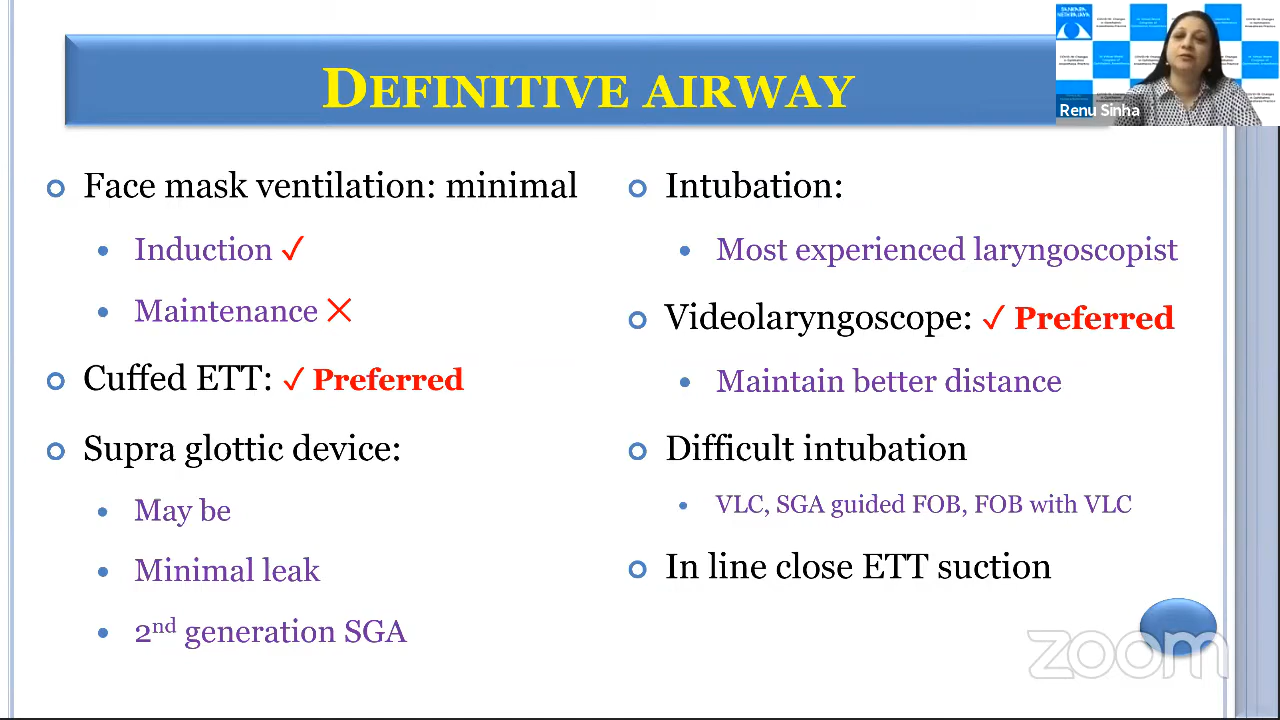 DEFINITIVE AIRWAY
SANKARA
NETHRALAYA
Renu Sinha
Face mask ventilation: minimal
Induction ✓
Maintenance ✕
Cuffed ETT: ✓ Preferred
Supra glottic device:
May be
Minimal leak
2nd generation SGA
Intubation:
Most experienced laryngoscopist
Videolaryngoscope: ✓ Preferred
Maintain better distance
Difficult intubation
VLC, SGA guided FOB, FOB with VLC
In line close ETT suction
zoom